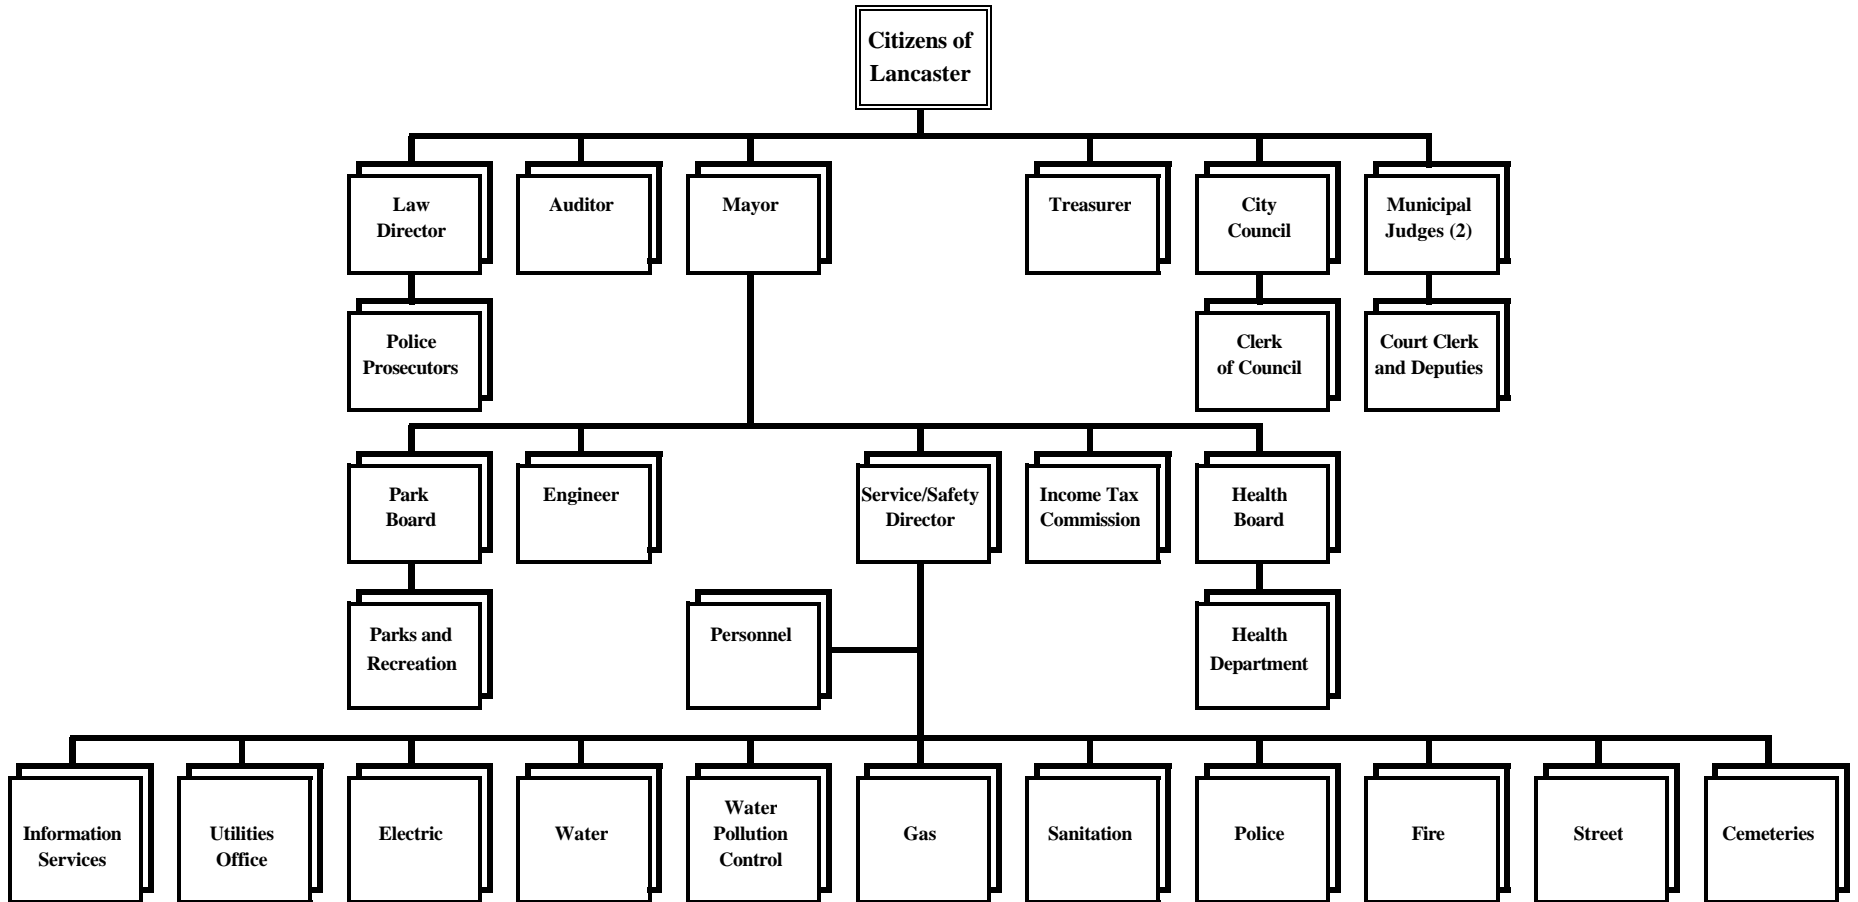 Citizens of
Lancaster
Law
Director
Auditor
Mayor
Treasurer
City
Council
Municipal
Judges (2)
Police
Prosecutors
Clerk
of Council
Court Clerk
and Deputies
Park
Board
Engineer
Service/Safety
Director
Income Tax
Commission
Health
Board
Parks and
Recreation
Personnel
Health
Department
Information
Services
Utilities
Office
Electric
Water
Water
Pollution
Control
Gas
Sanitation
Police
Fire
Street
Cemeteries